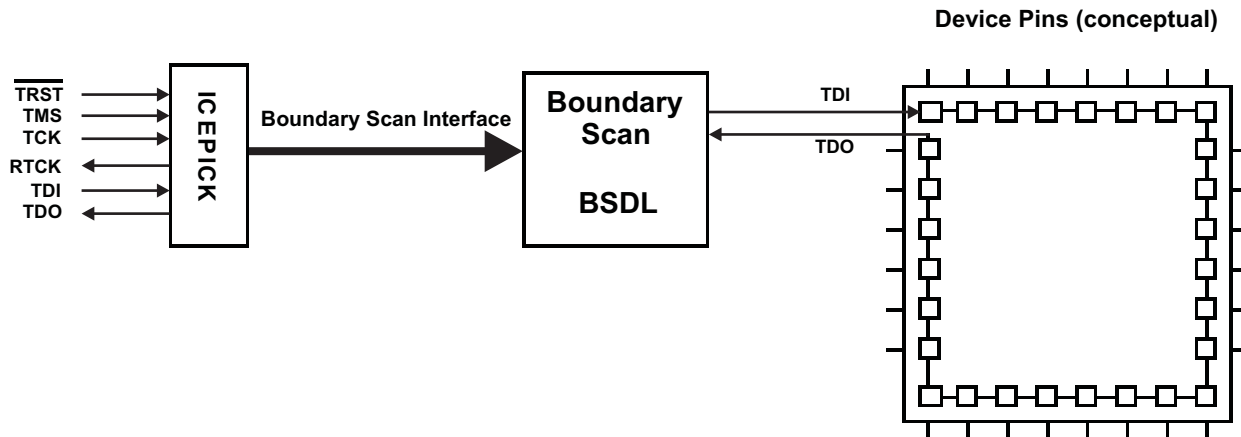 Device Pins (conceptual)
TRST
TMS
TCK
RTCK
TDI
TDO
ICEPICK
Boundary Scan Interface
Boundary
Scan
BSDL
TDI
TDO